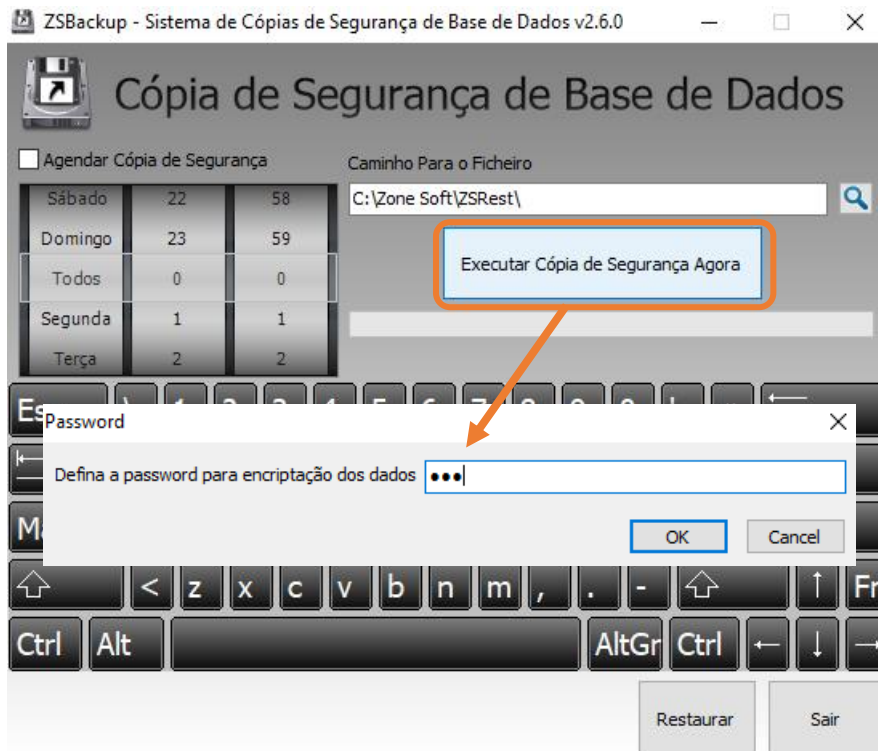 ZSBackup - Sistema de Cópias de Segurança de Base de Dados v2.6.0
Cópia de Segurança de Base de Dados
Agendar Cópia de Segurança
Caminho Para o Ficheiro
Sábado 22 58
C:\Zone Soft\ZSRest\
Domingo 23 59
Executar Cópia de Segurança Agora
Todos 0 0
Segunda 1 1
Terça 2 2
Password
Defina a password para encriptação dos dados
OK Cancel
< z x c v b n m , . -
Ctrl Alt AltGr Ctrl
Restaurar Sair